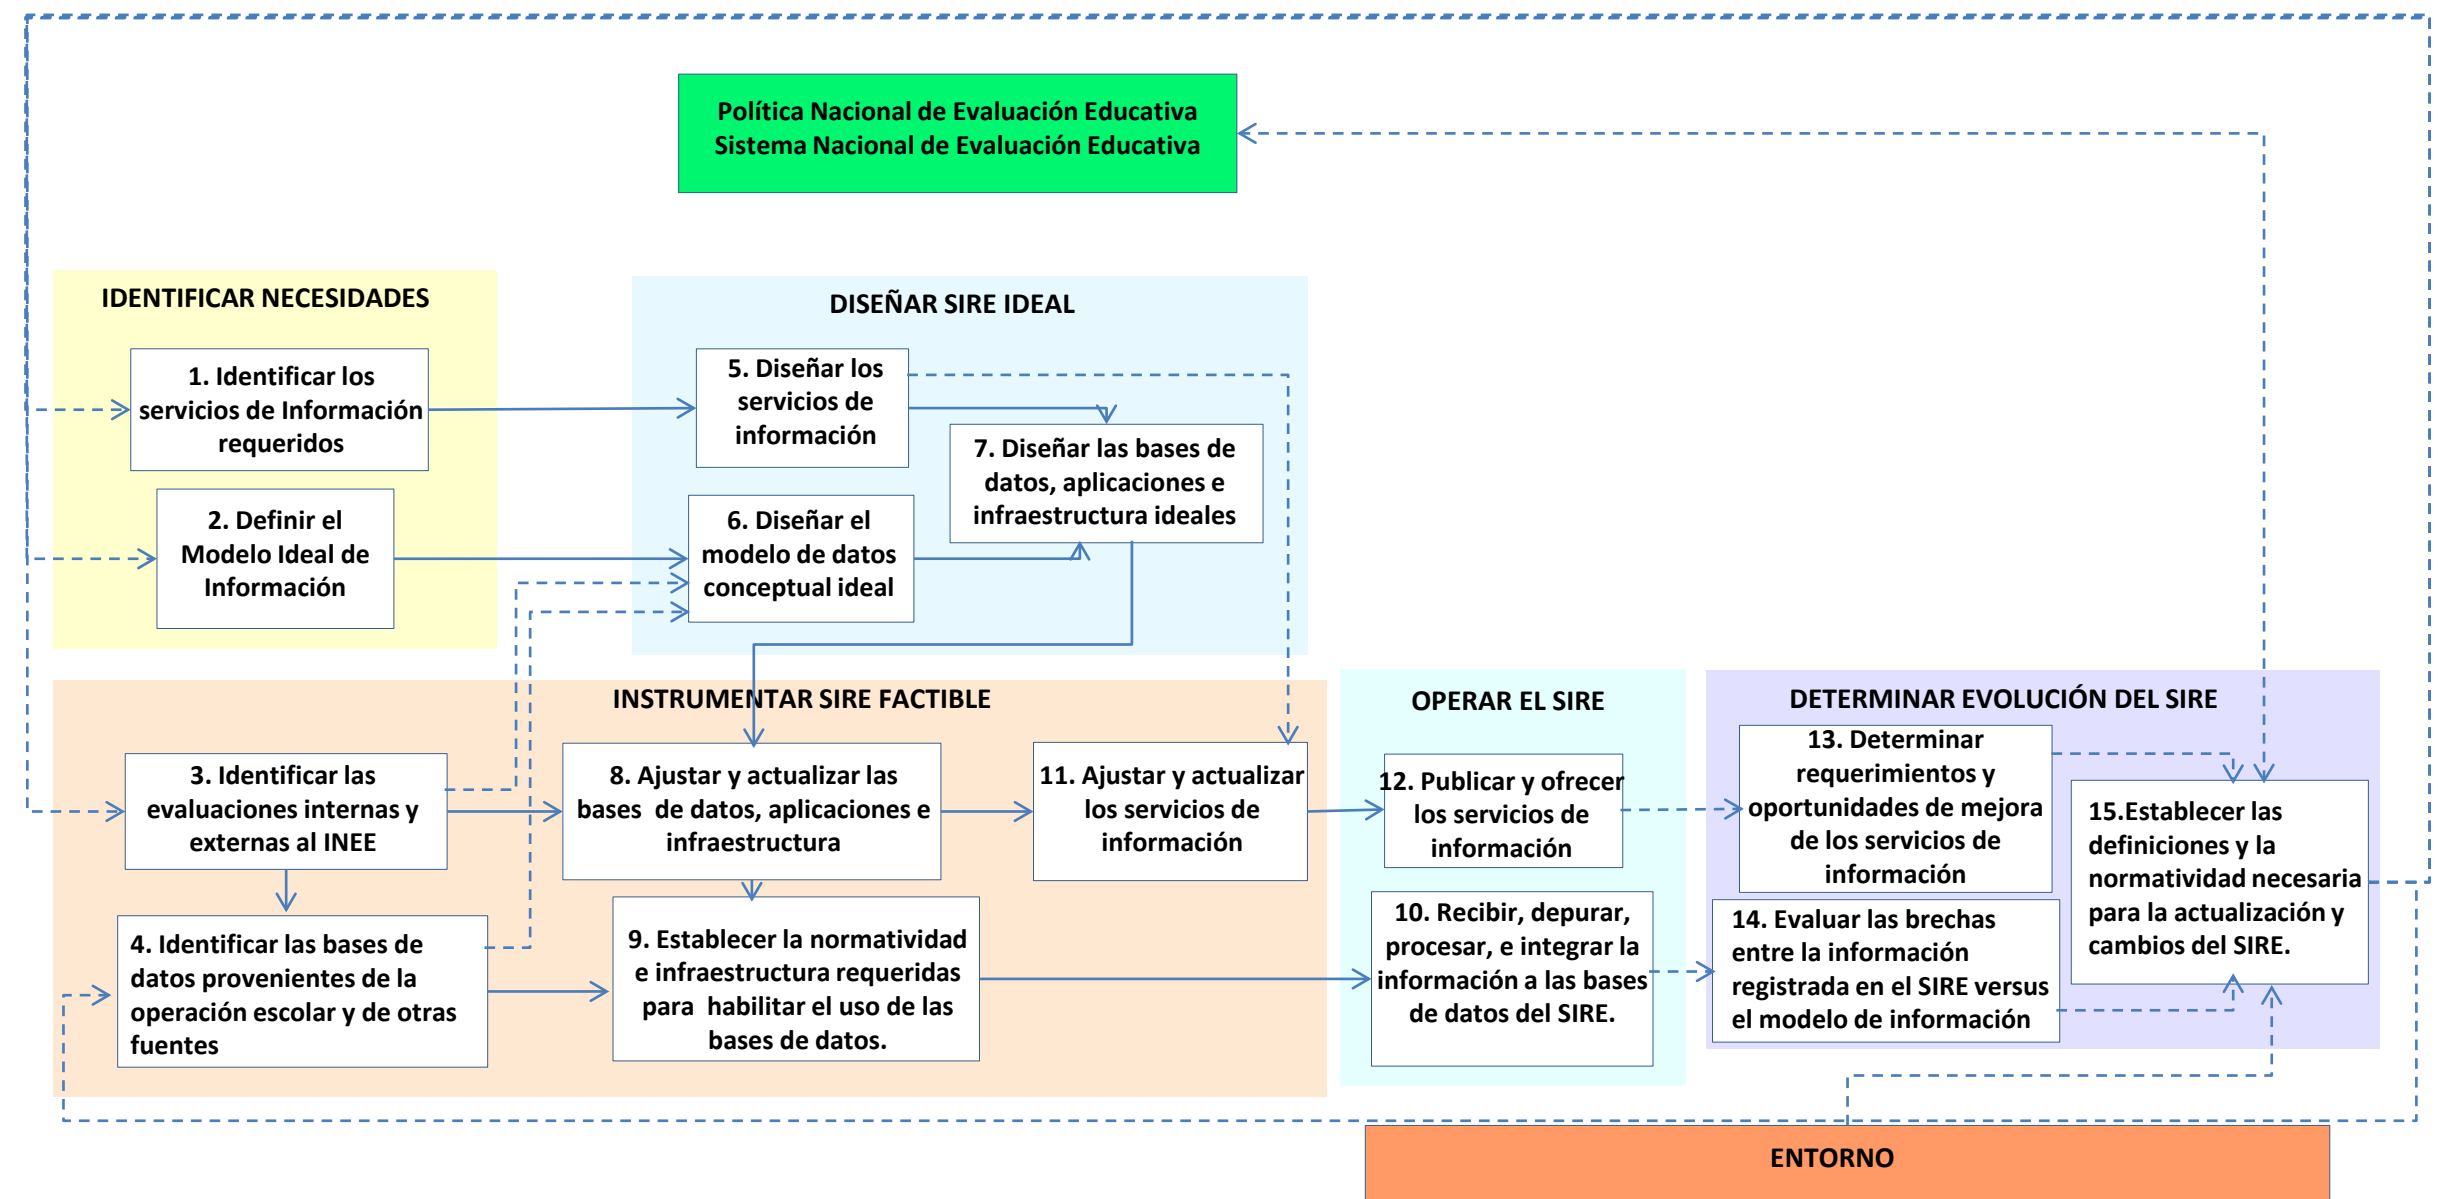 Política Nacional de Evaluación Educativa
Sistema Nacional de Evaluación Educativa
IDENTIFICAR NECESIDADES
1. Identificar los
servicios de Información
requeridos
2. Definir el
Modelo Ideal de
Información
DISEÑAR SIRE IDEAL
5. Diseñar los
servicios de
información
6. Diseñar el
modelo de datos
conceptual ideal
7. Diseñar las bases de
datos, aplicaciones e
infraestructura ideales
INSTRUMENTAR SIRE FACTIBLE
3. Identificar las
evaluaciones internas y
externas al INEE
4. Identificar las bases de
datos provenientes de la
operación escolar y de otras
fuentes
8. Ajustar y actualizar las
bases de datos, aplicaciones e
infraestructura
9. Establecer la normatividad
e infraestructura requeridas
para habilitar el uso de las
bases de datos.
11. Ajustar y actualizar
los servicios de
información
OPERAR EL SIRE
12. Publicar y ofrecer
los servicios de
información
10. Recibir, depurar,
procesar, e integrar la
información a las bases
de datos del SIRE.
DETERMINAR EVOLUCIÓN DEL SIRE
13. Determinar
requerimientos y
oportunidades de mejora
de los servicios de
información
14. Evaluar las brechas
entre la información
registrada en el SIRE versus
el modelo de información
15.Establecer las
definiciones y la
normatividad necesaria
para la actualización y
cambios del SIRE.
ENTORNO